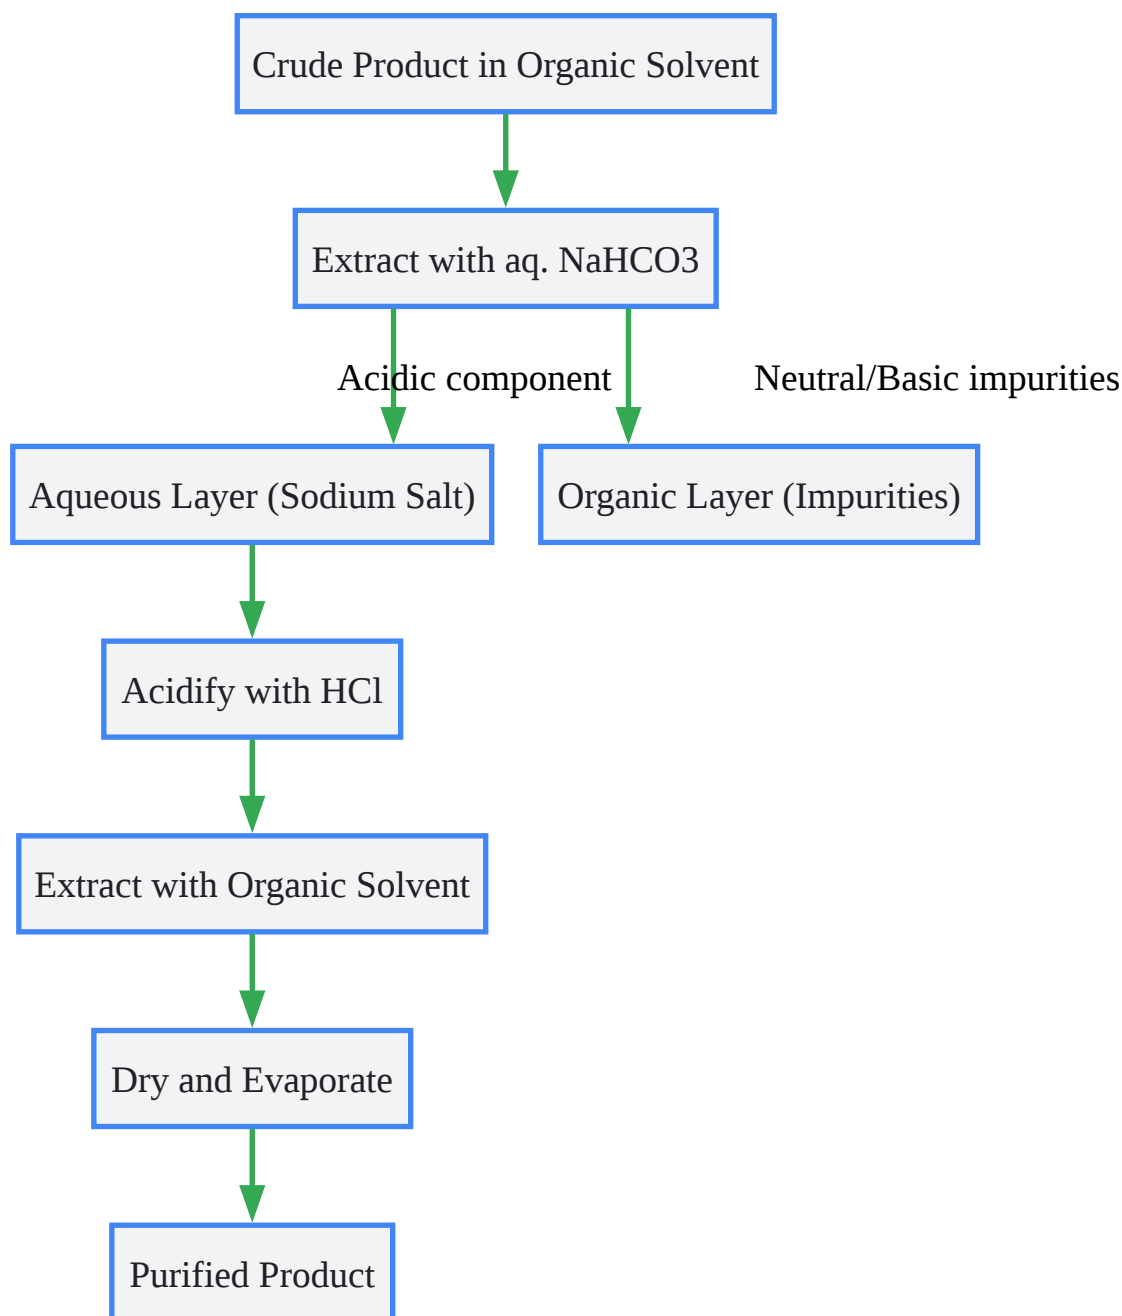 Crude Product in Organic Solvent
Extract with aq. NaHCO3
Acidic component
Neutral/Basic impurities
Aqueous Layer (Sodium Salt)
Organic Layer (Impurities)
Acidify with HCl
Extract with Organic Solvent
Dry and Evaporate
Purified Product